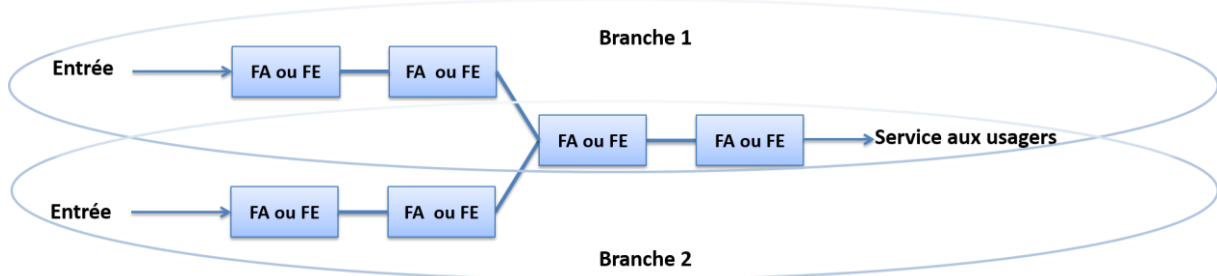 Branche 1
Entrée
FA ou FE
FA ou FE
FA ou FE
FA ou FE
Service aux usagers
Entrée
FA ou FE
FA ou FE
Branche 2